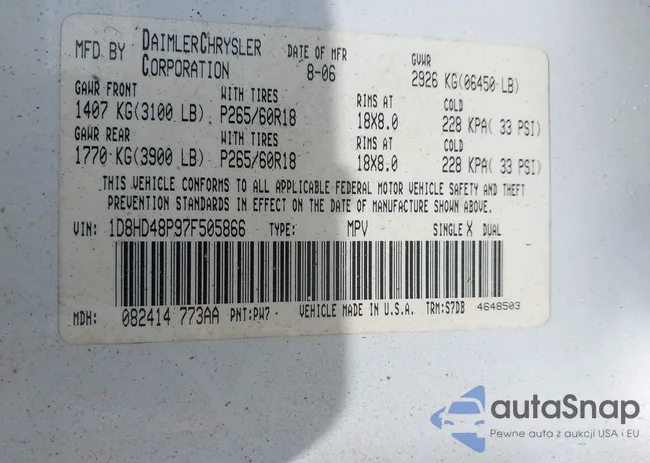 MFD BY DAIMLERCHRYSLER CORPORATION DATE OF MFR 8-06 GVWR 2926 KG(06450 LB)
GAWR FRONT WITH TIRES RIMS AT COLD
1407 KG(3100 LB) P265/60R18 18X8.0 228 KPA( 33 PSI)
GAWR REAR WITH TIRES RIMS AT COLD
1770 KG(3900 LB) P265/60R18 18X8.0 228 KPA( 33 PSI)
THIS VEHICLE CONFORMS TO ALL APPLICABLE FEDERAL MOTOR VEHICLE SAFETY AND THEFT
PREVENTION STANDARDS IN EFFECT ON THE DATE OF MANUFACTURE SHOWN ABOVE.
VIN: 1D8HD48P97F505866 TYPE: MPV SINGLE X DUAL
MDH: 082414 773AA PNT:PW7 VEHICLE MADE IN U.S.A. TRM:S7DB 4648503
autaSnap
Pewne auta z aukcji USA i EU